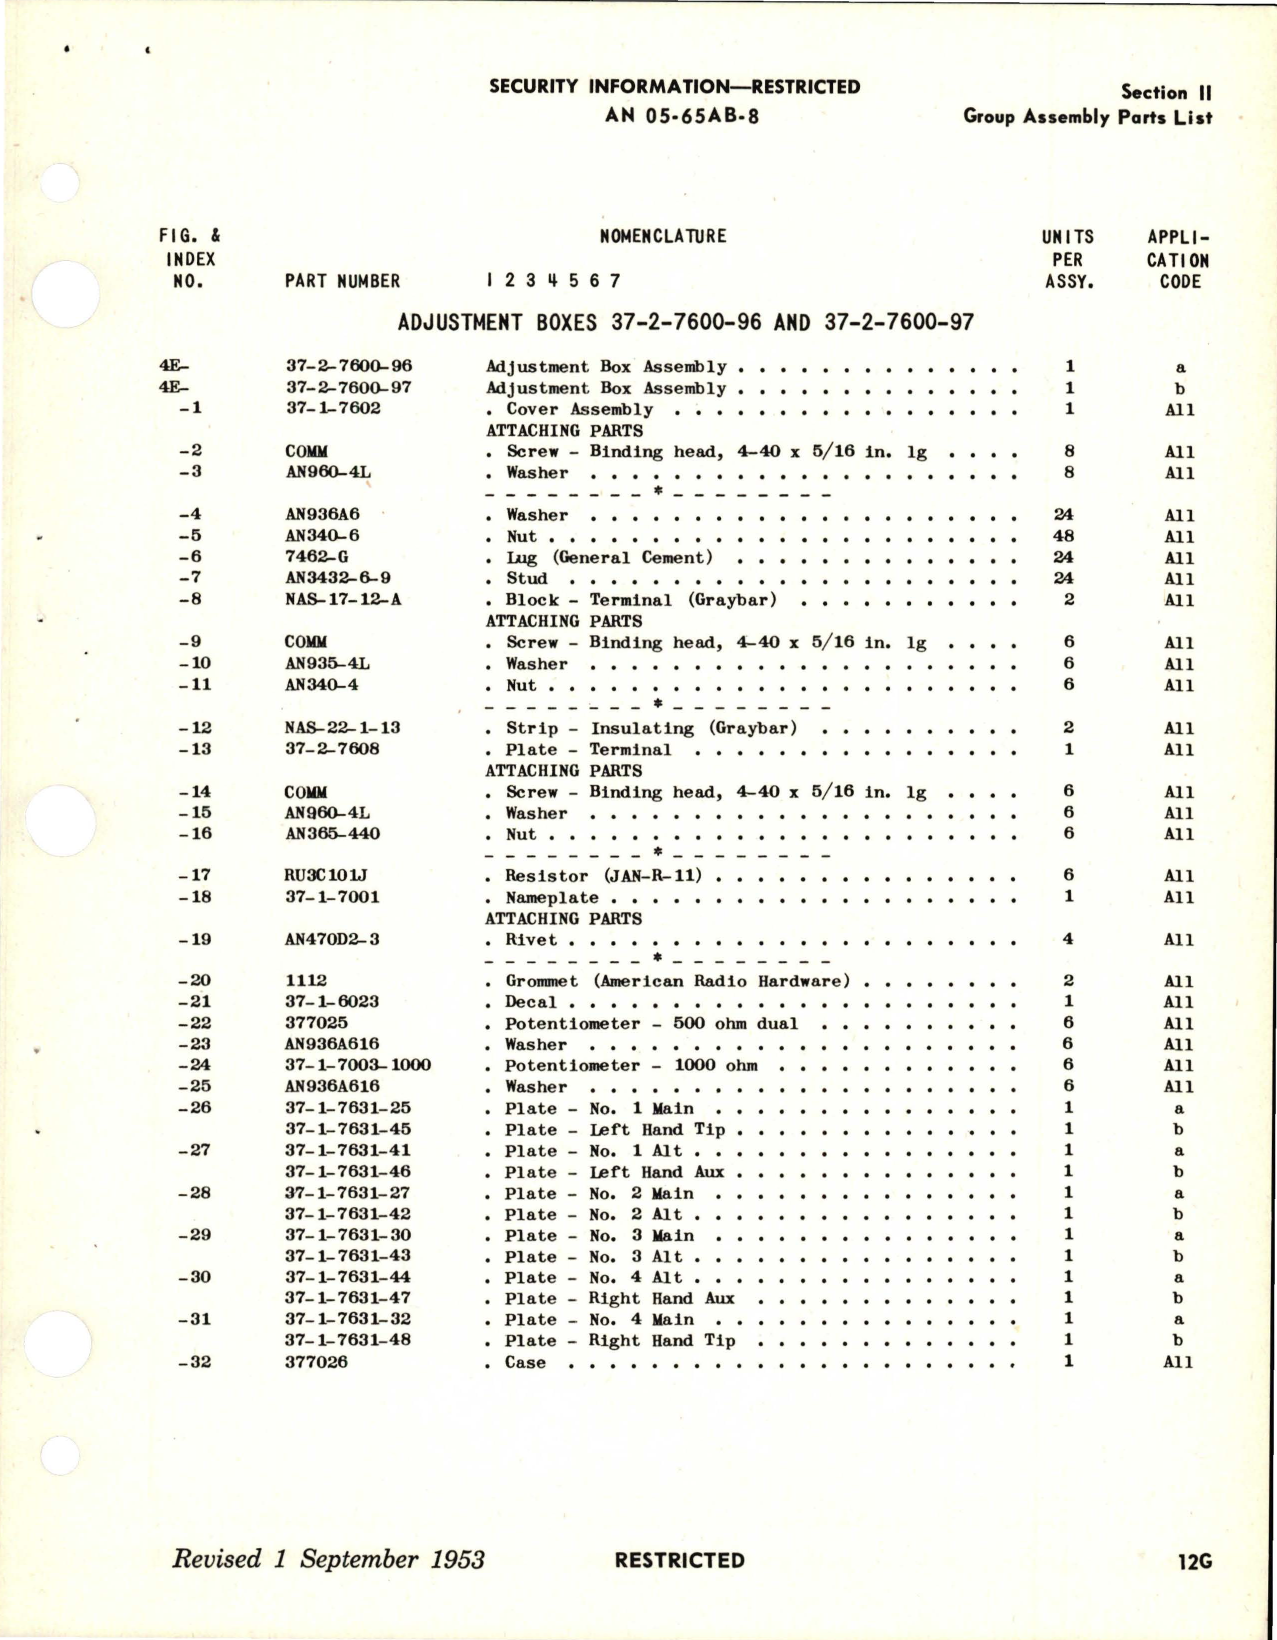 SECURITY INFORMATION—RESTRICTED
AN 05-65AB-8
Section II
Group Assembly Parts List
FIG. & INDEX NO. PART NUMBER NOMENCLATURE 1 2 3 4 5 6 7 UNITS PER ASSY. APPLI- CATION CODE
ADJUSTMENT BOXES 37-2-7600-96 AND 37-2-7600-97
4E- 37-2-7600-96 Adjustment Box Assembly . . . . . . . . . . . . . . 1 a
4E- 37-2-7600-97 Adjustment Box Assembly . . . . . . . . . . . . . . 1 b
-1 37-1-7602 . Cover Assembly . . . . . . . . . . . . . . . . . 1 All
ATTACHING PARTS
-2 COMM . Screw - Binding head, 4-40 x 5/16 in. lg . . . . 8 All
-3 AN960-4L . Washer . . . . . . . . . . . . . . . . . . . . . 8 All
- - - - - - - - * - - - - - - - -
-4 AN936A6 . Washer . . . . . . . . . . . . . . . . . . . . . 24 All
-5 AN340-6 . Nut . . . . . . . . . . . . . . . . . . . . . . . 48 All
-6 7462-G . Lug (General Cement) . . . . . . . . . . . . . . 24 All
-7 AN3432-6-9 . Stud . . . . . . . . . . . . . . . . . . . . . . 24 All
-8 NAS-17-12-A . Block - Terminal (Graybar) . . . . . . . . . . . 2 All
ATTACHING PARTS
-9 COMM . Screw - Binding head, 4-40 x 5/16 in. lg . . . . 6 All
-10 AN935-4L . Washer . . . . . . . . . . . . . . . . . . . . . 6 All
-11 AN340-4 . Nut . . . . . . . . . . . . . . . . . . . . . . . 6 All
- - - - - - - - * - - - - - - - -
-12 NAS-22-1-13 . Strip - Insulating (Graybar) . . . . . . . . . . 2 All
-13 37-2-7608 . Plate - Terminal . . . . . . . . . . . . . . . . 1 All
ATTACHING PARTS
-14 COMM . Screw - Binding head, 4-40 x 5/16 in. lg . . . . 6 All
-15 AN960-4L . Washer . . . . . . . . . . . . . . . . . . . . . 6 All
-16 AN365-440 . Nut . . . . . . . . . . . . . . . . . . . . . . . 6 All
- - - - - - - - * - - - - - - - -
-17 RU3C101J . Resistor (JAN-R-11) . . . . . . . . . . . . . . . 6 All
-18 37-1-7001 . Nameplate . . . . . . . . . . . . . . . . . . . . 1 All
ATTACHING PARTS
-19 AN470D2-3 . Rivet . . . . . . . . . . . . . . . . . . . . . . 4 All
- - - - - - - - * - - - - - - - -
-20 1112 . Grommet (American Radio Hardware) . . . . . . . . 2 All
-21 37-1-6023 . Decal . . . . . . . . . . . . . . . . . . . . . . 1 All
-22 377025 . Potentiometer - 500 ohm dual . . . . . . . . . . 6 All
-23 AN936A616 . Washer . . . . . . . . . . . . . . . . . . . . . 6 All
-24 37-1-7003-1000 . Potentiometer - 1000 ohm . . . . . . . . . . . . 6 All
-25 AN936A616 . Washer . . . . . . . . . . . . . . . . . . . . . 6 All
-26 37-1-7631-25 . Plate - No. 1 Main . . . . . . . . . . . . . . . 1 a
37-1-7631-45 . Plate - Left Hand Tip . . . . . . . . . . . . . . 1 b
-27 37-1-7631-41 . Plate - No. 1 Alt . . . . . . . . . . . . . . . . 1 a
37-1-7631-46 . Plate - Left Hand Aux . . . . . . . . . . . . . . 1 b
-28 37-1-7631-27 . Plate - No. 2 Main . . . . . . . . . . . . . . . 1 a
37-1-7631-42 . Plate - No. 2 Alt . . . . . . . . . . . . . . . . 1 b
-29 37-1-7631-30 . Plate - No. 3 Main . . . . . . . . . . . . . . . 1 a
37-1-7631-43 . Plate - No. 3 Alt . . . . . . . . . . . . . . . . 1 b
-30 37-1-7631-44 . Plate - No. 4 Alt . . . . . . . . . . . . . . . . 1 a
37-1-7631-47 . Plate - Right Hand Aux . . . . . . . . . . . . . 1 b
-31 37-1-7631-32 . Plate - No. 4 Main . . . . . . . . . . . . . . . 1 a
37-1-7631-48 . Plate - Right Hand Tip . . . . . . . . . . . . . 1 b
-32 377026 . Case . . . . . . . . . . . . . . . . . . . . . . 1 All
Revised 1 September 1953
RESTRICTED
12G